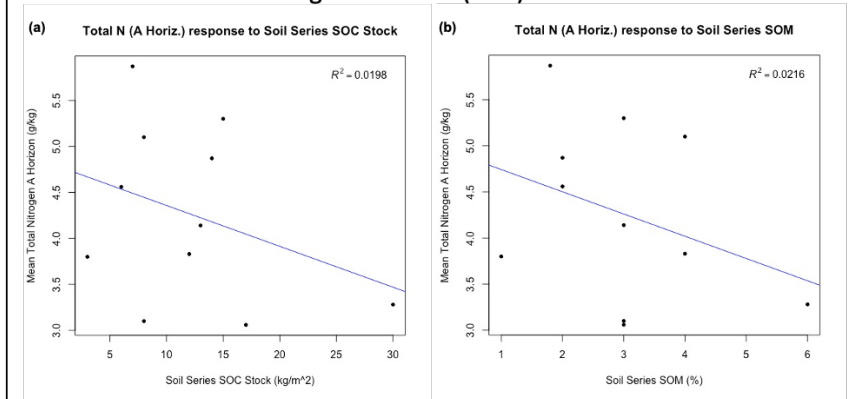 (a)
Total N (A Horiz.) response to Soil Series SOC Stock
R² = 0.0198
Mean Total Nitrogen A Horizon (g/kg)
5.5
5.0
4.5
4.0
3.5
3.0
5 10 15 20 25 30
Soil Series SOC Stock (kg/m^2)
(b)
Total N (A Horiz.) response to Soil Series SOM
R² = 0.0216
Mean Total Nitrogen A Horizon (g/kg)
5.5
5.0
4.5
4.0
3.5
3.0
1 2 3 4 5 6
Soil Series SOM (%)